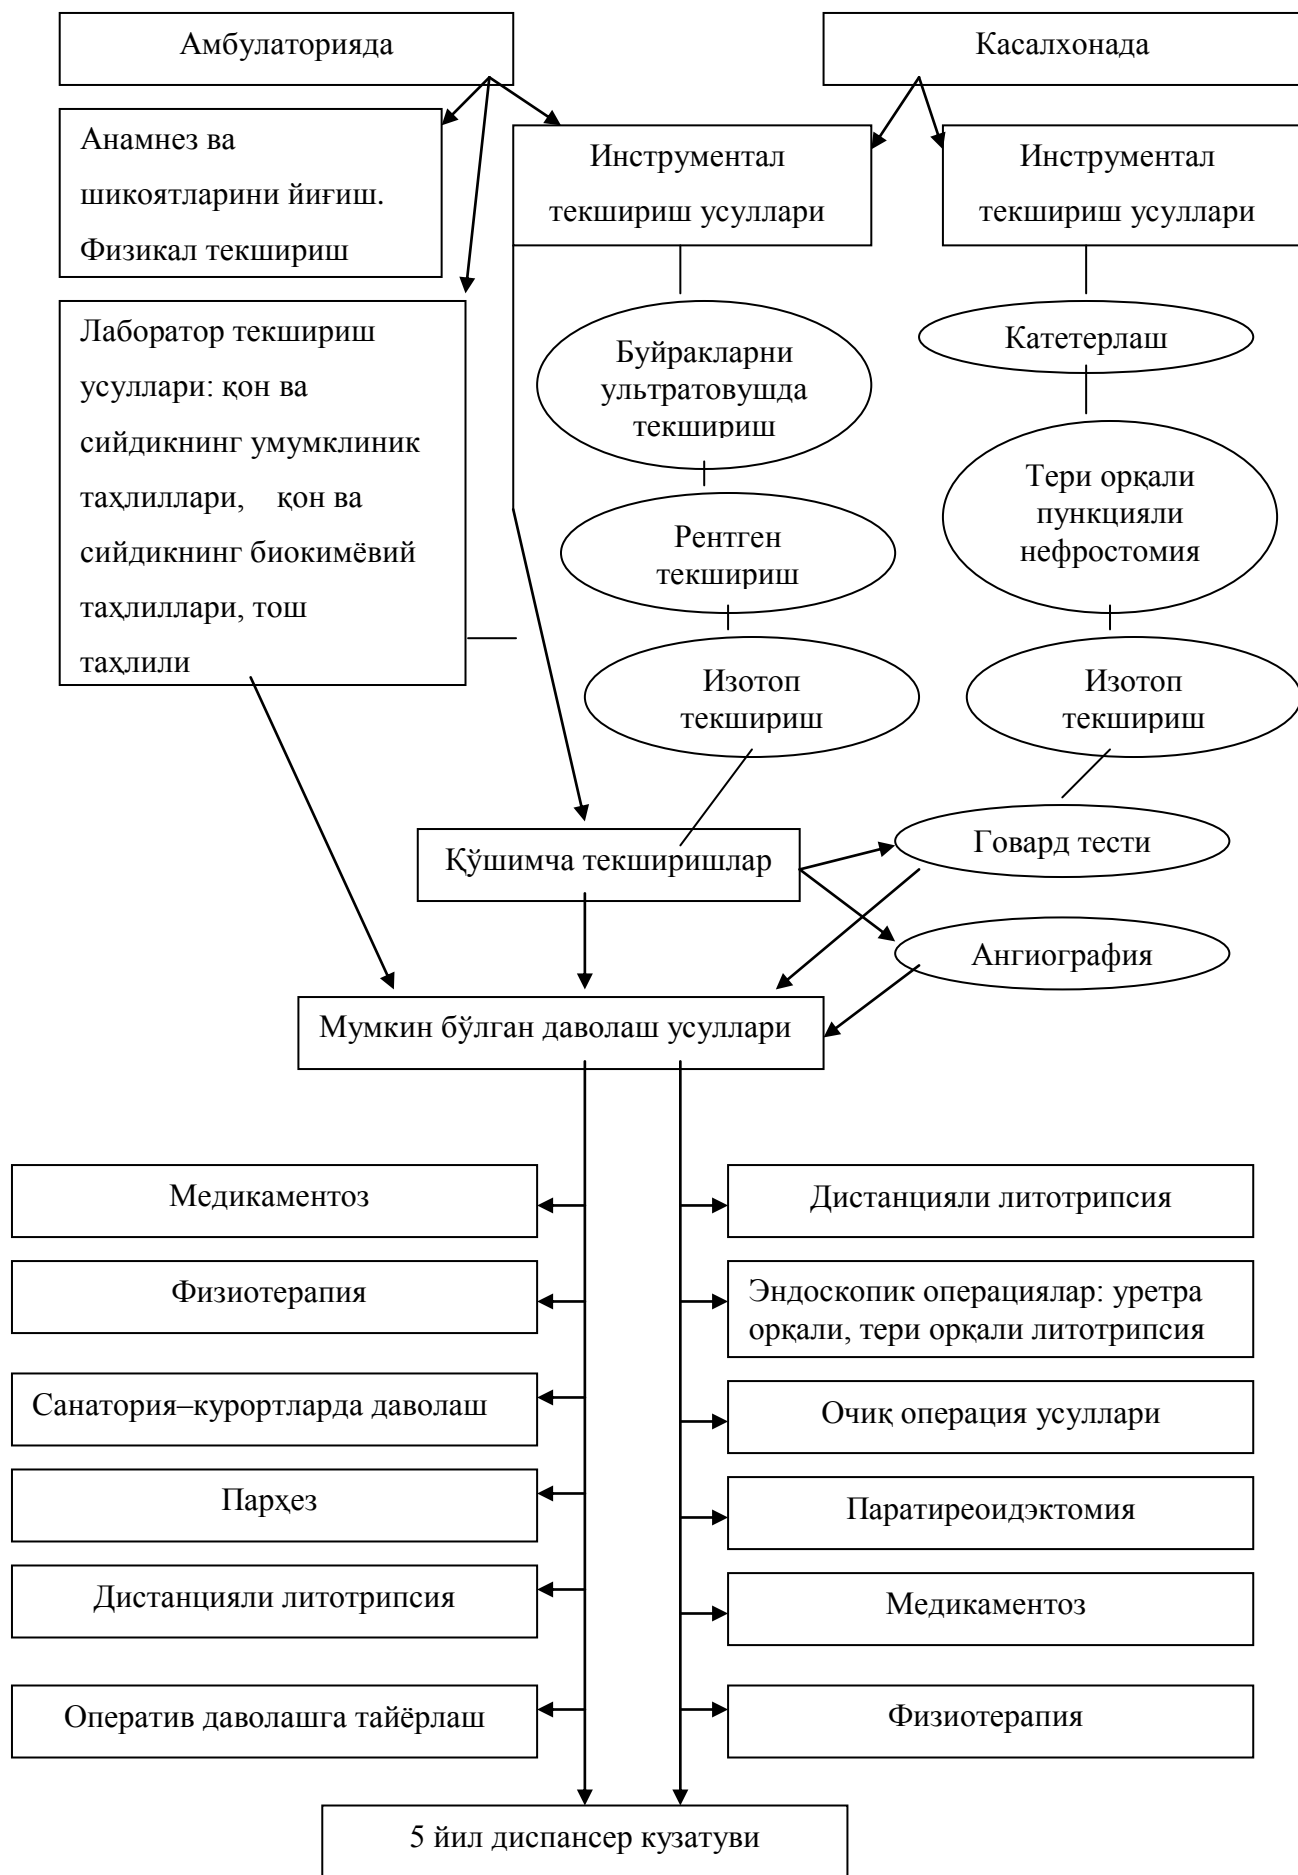 Амбулаторияда
Касалхонада
Анамнез ва
шикоятларини йиғиш.
Физикал текшириш
Инструментал
текшириш усуллари
Инструментал
текшириш усуллари
Лаборатор текшириш
усуллари: қон ва
сийдикнинг умумклиник
таҳлиллари, қон ва
сийдикнинг биокимёвий
таҳлиллари, тош
таҳлили
Буйракларни
ультратовушда
текшириш
Катетерлаш
Рентген
текшириш
Тери орқали
пункцияли
нефростомия
Изотоп
текшириш
Изотоп
текшириш
Қўшимча текширишлар
Говард тести
Ангиография
Мумкин бўлган даволаш усуллари
Медикаментоз
Физиотерапия
Санатория–курортларда даволаш
Парҳез
Дистанцияли литотрипсия
Оператив даволашга тайёрлаш
Дистанцияли литотрипсия
Эндоскопик операциялар: уретра
орқали, тери орқали литотрипсия
Очиқ операция усуллари
Паратиреоидэктомия
Медикаментоз
Физиотерапия
5 йил диспансер кузатуви